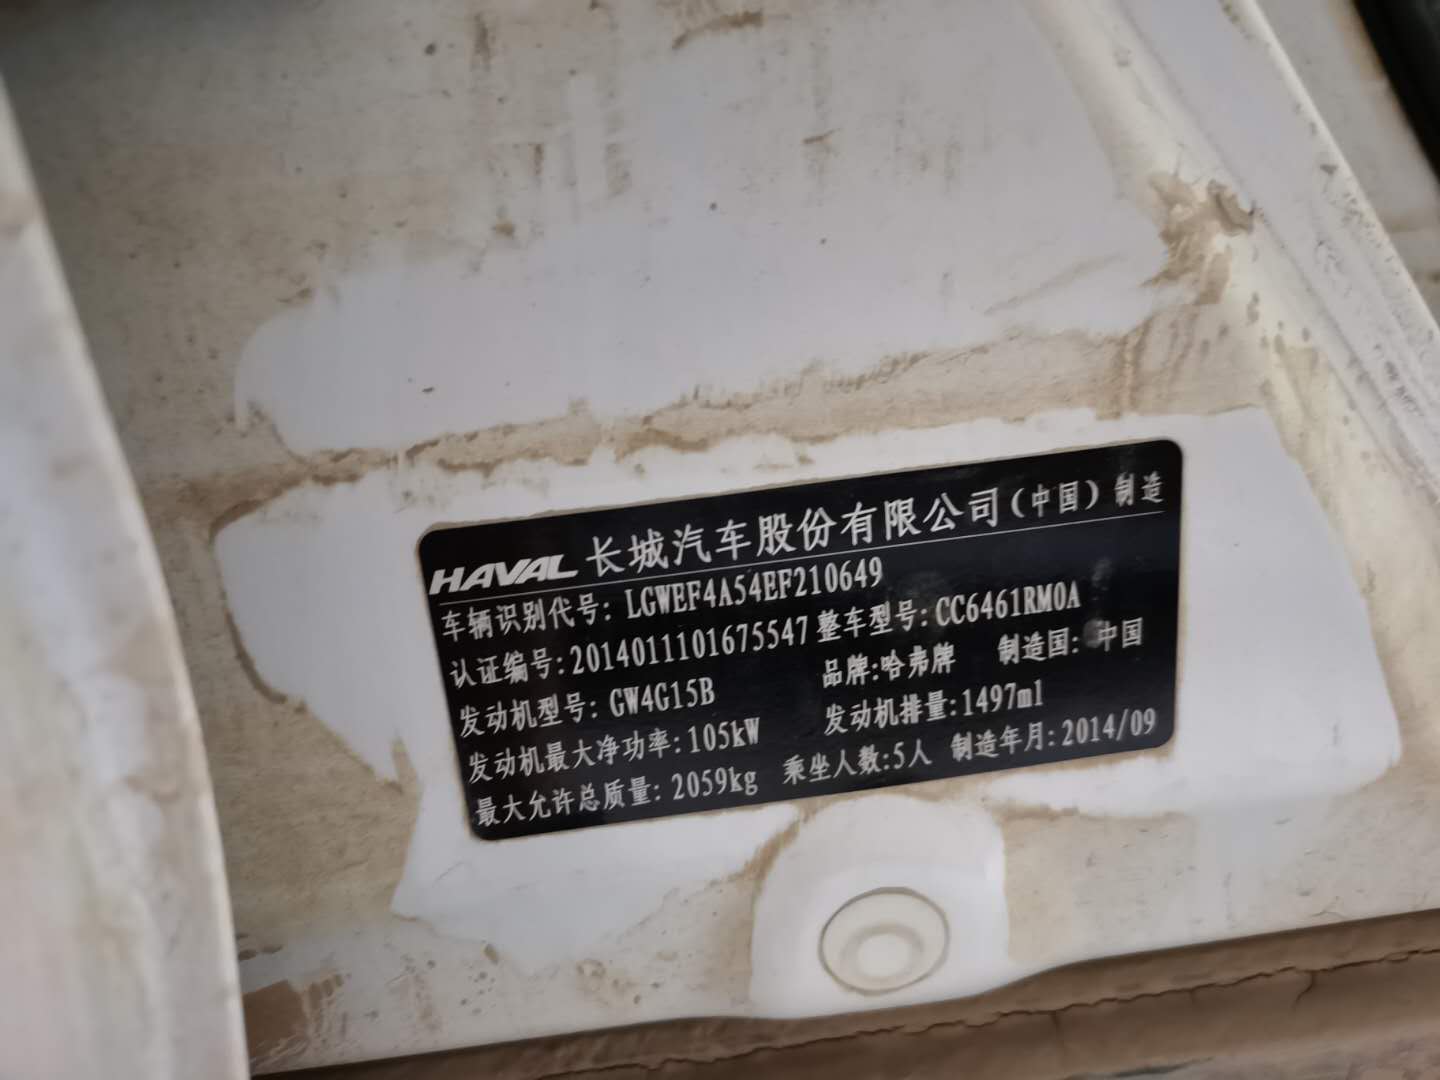 HAVAL 长城汽车股份有限公司(中国)制造
车辆识别代号: LGWEF4A54EF210649
认证编号: 2014011101675547 整车型号: CC6461RM0A
发动机型号: GW4G15B 品牌:哈弗牌 制造国: 中国
发动机最大净功率: 105kW 发动机排量: 1497ml
最大允许总质量: 2059kg 乘坐人数:5人 制造年月: 2014/09